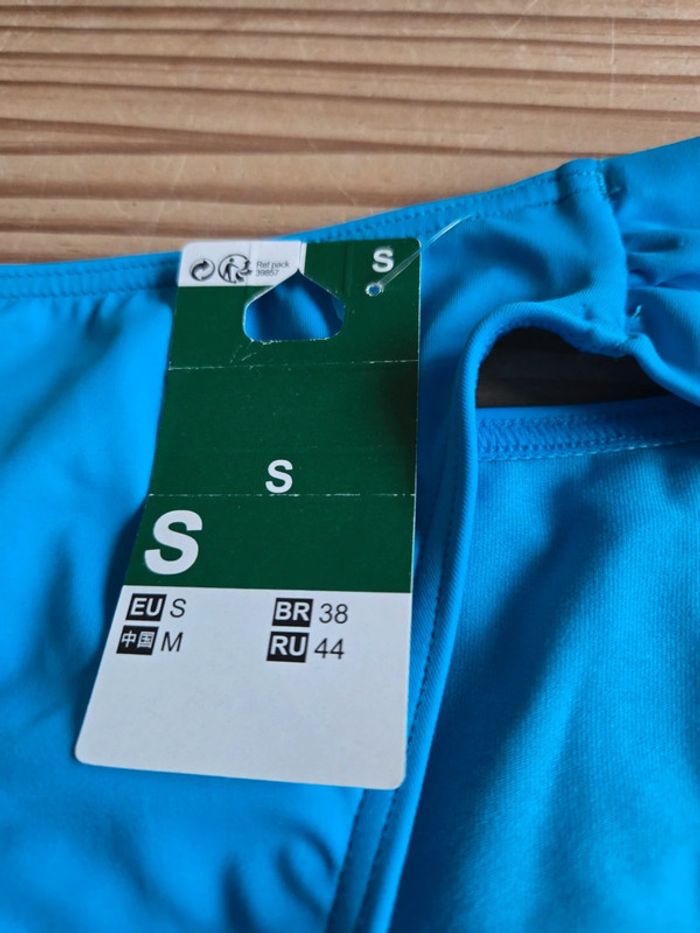 Ref pack
39857
S
S
S
EU S
BR 38
中国 M
RU 44